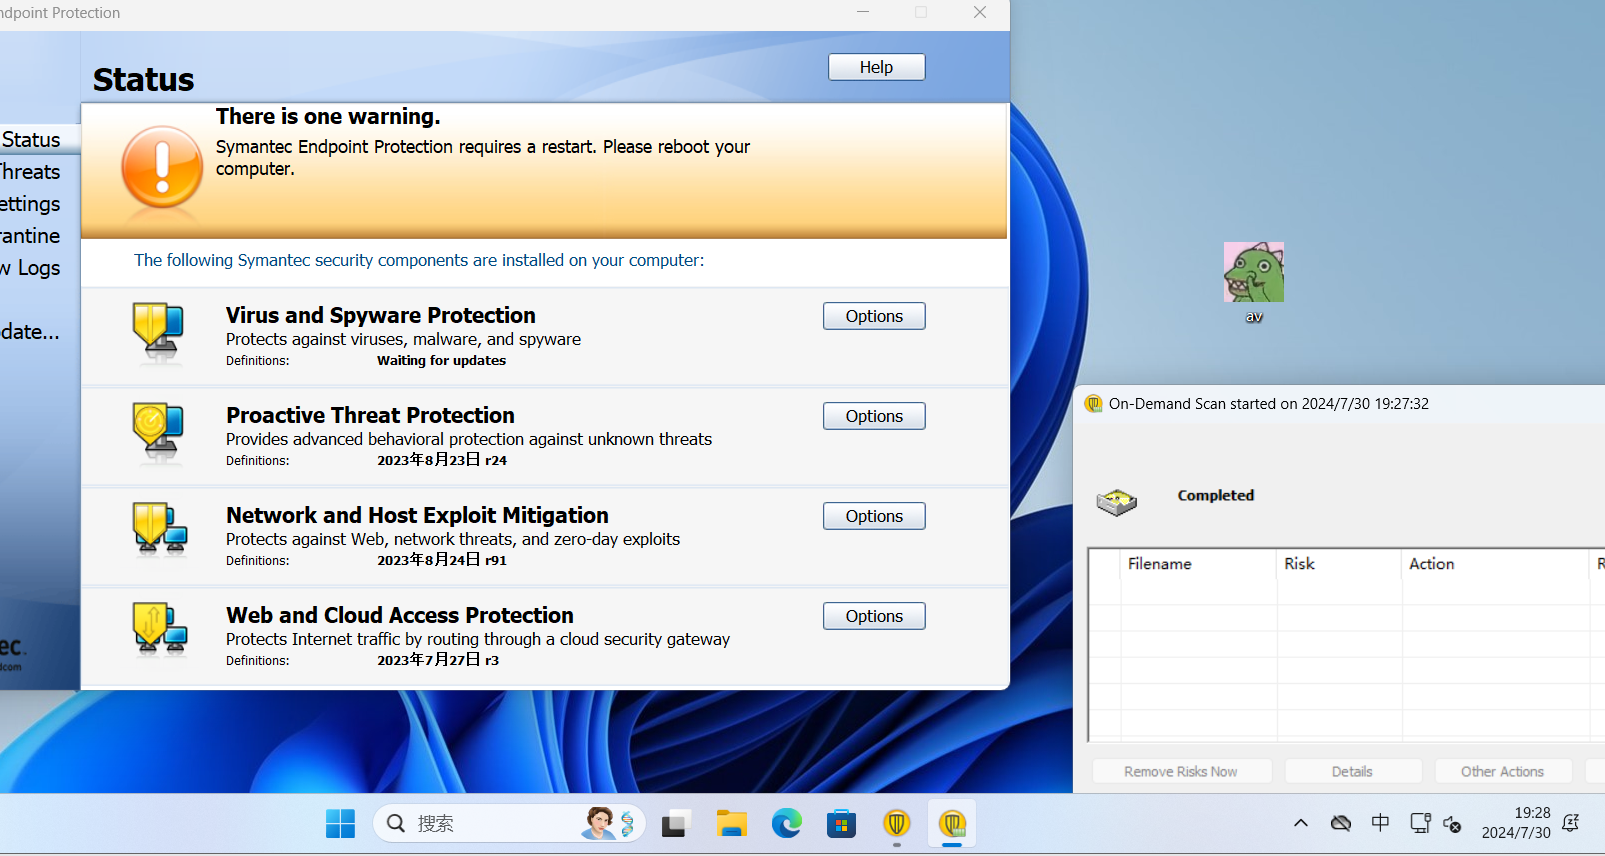 ndpoint Protection
Status
Help
There is one warning.
Symantec Endpoint Protection requires a restart. Please reboot your
computer.
Status
Threats
ettings
rantine
w Logs
date...
The following Symantec security components are installed on your computer:
Virus and Spyware Protection
Protects against viruses, malware, and spyware
Definitions: Waiting for updates
Options
Proactive Threat Protection
Provides advanced behavioral protection against unknown threats
Definitions: 2023年8月23日 r24
Options
Network and Host Exploit Mitigation
Protects against Web, network threats, and zero-day exploits
Definitions: 2023年8月24日 r91
Options
Web and Cloud Access Protection
Protects Internet traffic by routing through a cloud security gateway
Definitions: 2023年7月27日 r3
Options
ec.
dcom
av
On-Demand Scan started on 2024/7/30 19:27:32
Completed
Filename Risk Action R
Remove Risks Now Details Other Actions
搜索
中
19:28
2024/7/30